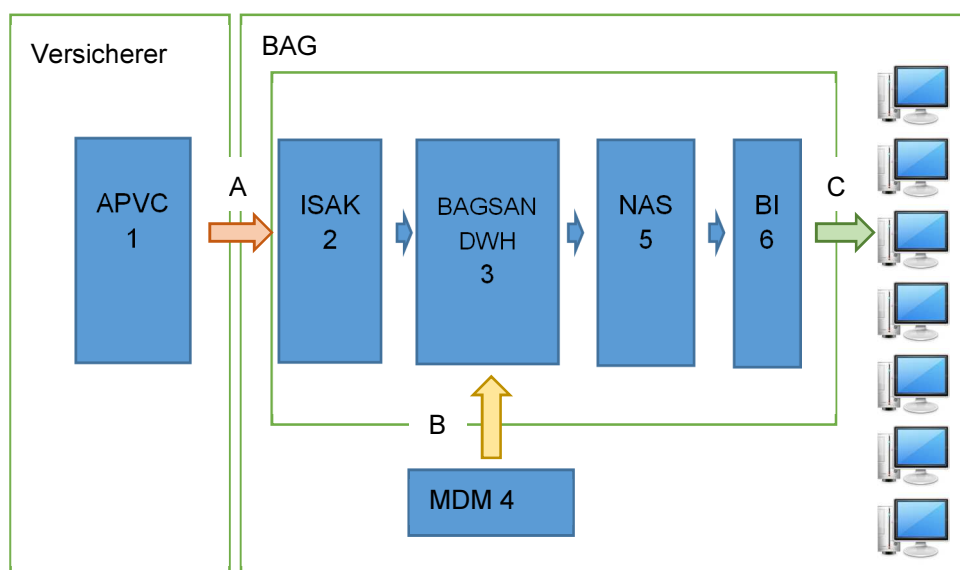 Versicherer
BAG
APVC
1
A
ISAK
2
BAGSAN
DWH
3
NAS
5
BI
6
C
B
MDM 4